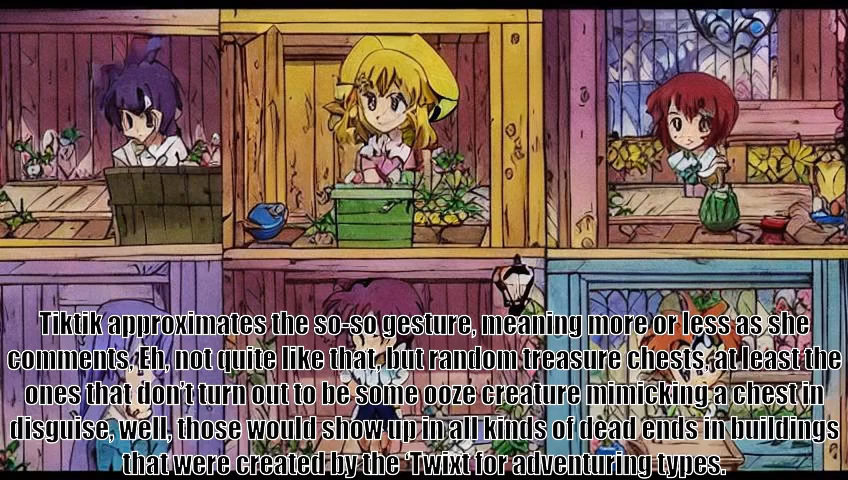 Tiktik approximates the so-so gesture, meaning more or less as she
comments, Eh, not quite like that, but random treasure chests, at least the
ones that don't turn out to be some ooze creature mimicking a chest in
disguise, well, those would show up in all kinds of dead ends in buildings
that were created by the 'Twixt for adventuring types.